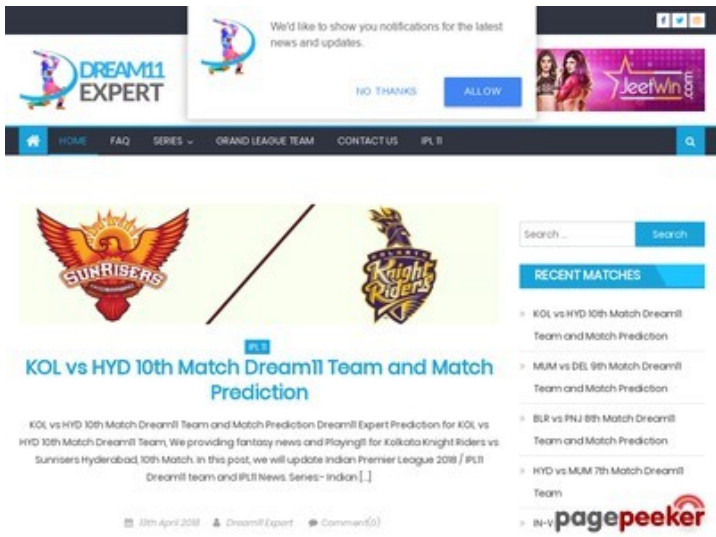 We'd like to show you notifications for the latest
news and updates.
NO THANKS
ALLOW
DREAM11
EXPERT
JeetWin.com
HOME
FAQ
SERIES
GRAND LEAGUE TEAM
CONTACT US
IPL 11
SUNRISERS
KOLKATA
Knight
Riders
Search ...
Search
RECENT MATCHES
KOL vs HYD 10th Match Dream11
Team and Match Prediction
MUM vs DEL 9th Match Dream11
Team and Match Prediction
BLR vs PNJ 8th Match Dream11
Team and Match Prediction
HYD vs MUM 7th Match Dream11
Team
IPL 11
KOL vs HYD 10th Match Dream11 Team and Match
Prediction
KOL vs HYD 10th Match Dream11 Team and Match Prediction Dream11 Expert Prediction for KOL vs
HYD 10th Match Dream11 Team, We providing fantasy news and Playing11 for Kolkata Knight Riders vs
Sunrisers Hyderabad, 10th Match. In this post, we will update Indian Premier League 2018 / IPL11
Dream11 team and IPL11 News. Series:- Indian [...]
13th April 2018
Dream11 Expert
Comment(0)
pagepeeker